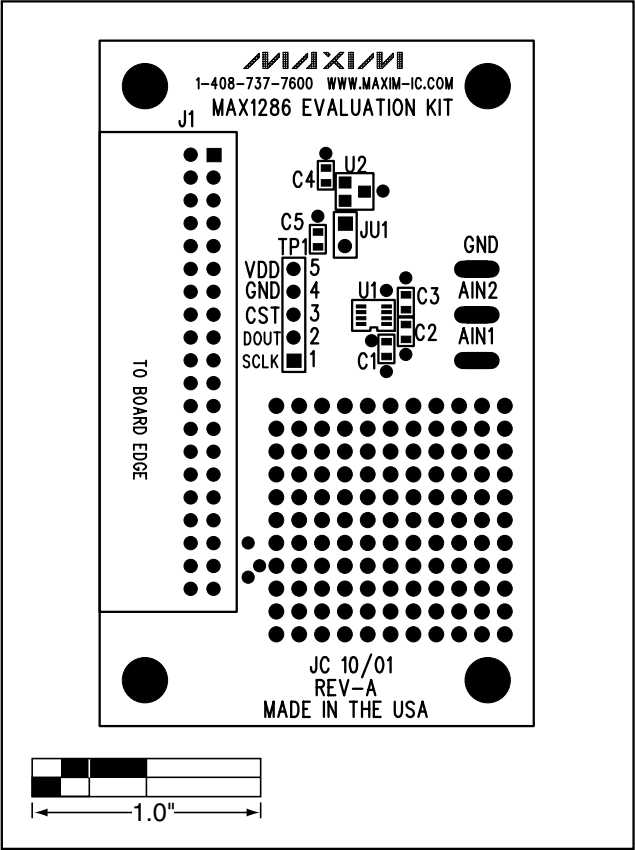 MAXIM
1-408-737-7600 WWW.MAXIM-IC.COM
MAX1286 EVALUATION KIT
J1
U2
C4
C5
JU1
TP1
GND
VDD 5
GND 4
CST 3
DOUT 2
SCLK 1
U1
C3
AIN2
C2
AIN1
C1
TO BOARD EDGE
JC 10/01
REV-A
MADE IN THE USA
1.0"